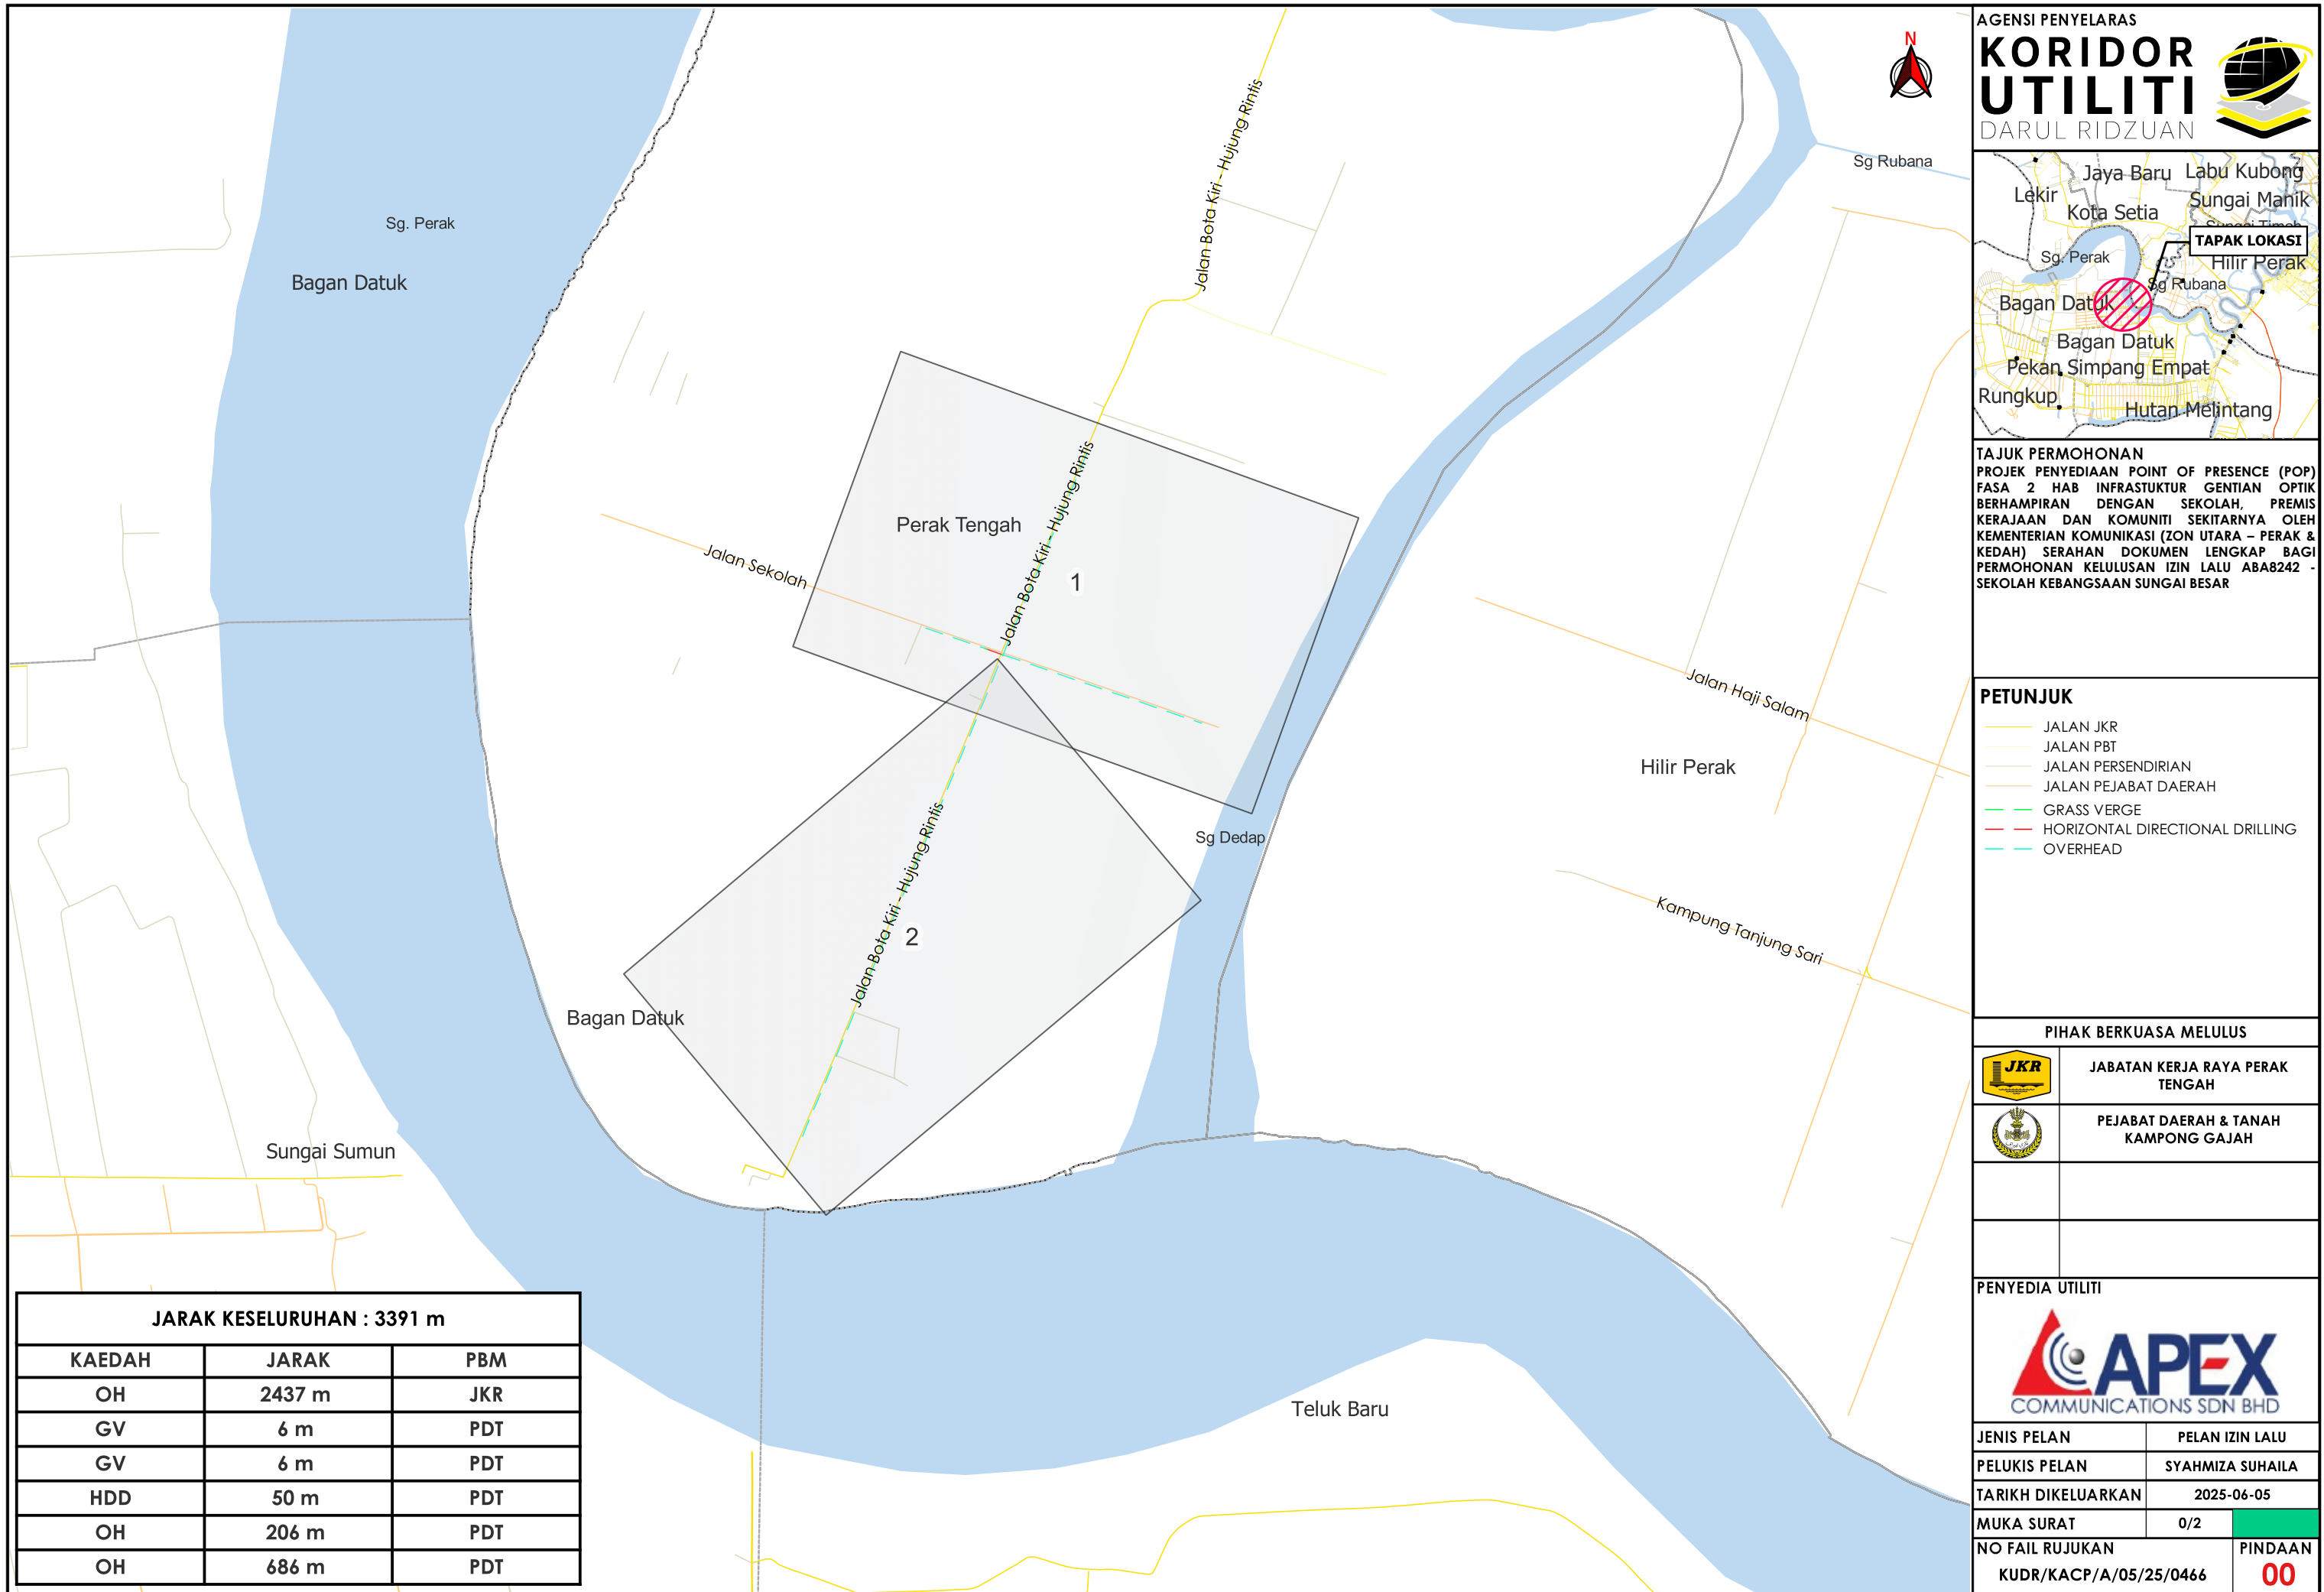 Sg. Perak
Bagan Datuk
Jalan Bota Kiri - Hujung Rintis
N
Sg Rubana
Perak Tengah
Jalan Bota Kiri - Hujung Rintis
1
Jalan Sekolah
Jalan Haji Salam
Hilir Perak
Sg Dedap
Jalan Bota Kiri - Hujung Rintis
2
Kampung Tanjung Sari
Bagan Datuk
Sungai Sumun
Teluk Baru
JARAK KESELURUHAN : 3391 m
KAEDAH JARAK PBM
OH 2437 m JKR
GV 6 m PDT
GV 6 m PDT
HDD 50 m PDT
OH 206 m PDT
OH 686 m PDT
AGENSI PENYELARAS
KORIDOR
UTILITI
DARUL RIDZUAN
Jaya Baru Labu Kubong
Lekir
Sungai Manik
Kota Setia
TAPAK LOKASI
Sg. Perak
Hilir Perak
Sg Rubana
Bagan Datuk
Bagan Datuk
Pekan Simpang Empat
Rungkup
Hutan Melintang
TAJUK PERMOHONAN
PROJEK PENYEDIAAN POINT OF PRESENCE (POP)
FASA 2 HAB INFRASTUKTUR GENTIAN OPTIK
BERHAMPIRAN DENGAN SEKOLAH, PREMIS
KERAJAAN DAN KOMUNITI SEKITARNYA OLEH
KEMENTERIAN KOMUNIKASI (ZON UTARA – PERAK &
KEDAH) SERAHAN DOKUMEN LENGKAP BAGI
PERMOHONAN KELULUSAN IZIN LALU ABA8242 -
SEKOLAH KEBANGSAAN SUNGAI BESAR
PETUNJUK
JALAN JKR
JALAN PBT
JALAN PERSENDIRIAN
JALAN PEJABAT DAERAH
GRASS VERGE
HORIZONTAL DIRECTIONAL DRILLING
OVERHEAD
PIHAK BERKUASA MELULUS
JKR
JABATAN KERJA RAYA PERAK
TENGAH
PEJABAT DAERAH & TANAH
KAMPONG GAJAH
PENYEDIA UTILITI
APEX
COMMUNICATIONS SDN BHD
JENIS PELAN PELAN IZIN LALU
PELUKIS PELAN SYAHMIZA SUHAILA
TARIKH DIKELUARKAN 2025-06-05
MUKA SURAT 0/2
NO FAIL RUJUKAN PINDAAN
KUDR/KACP/A/05/25/0466 00